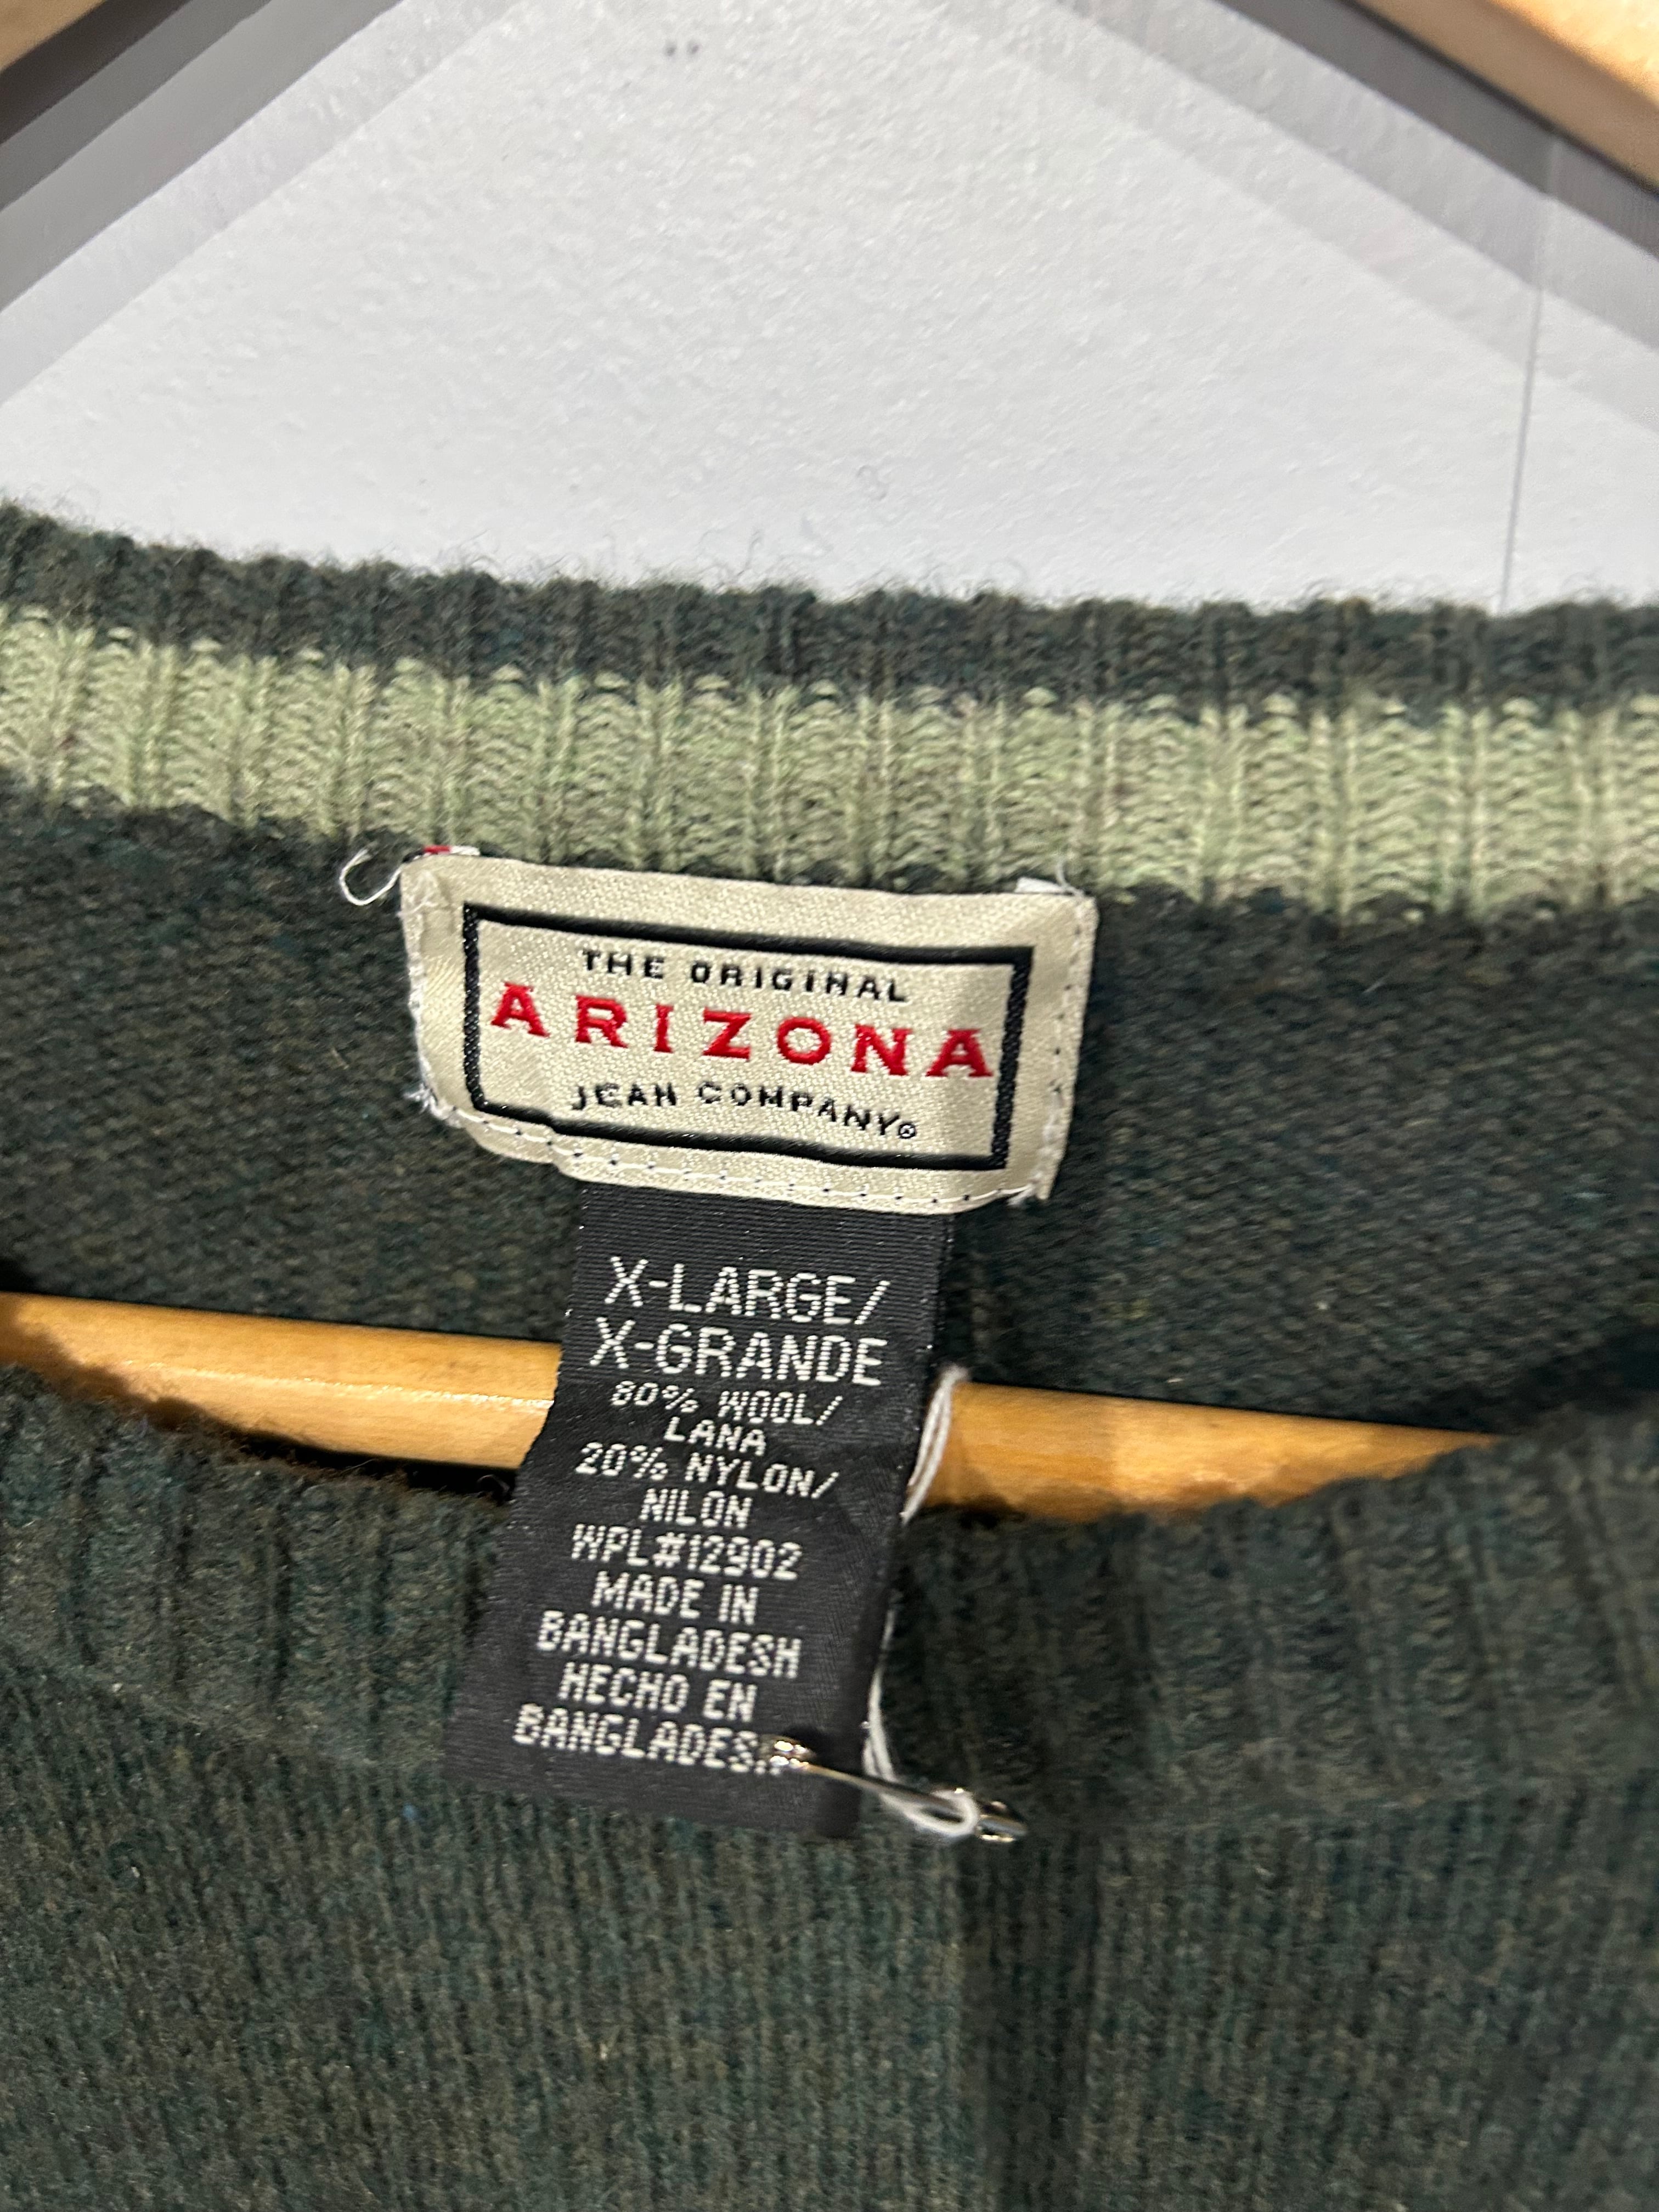 THE ORIGINAL
ARIZONA
JEAN COMPANY®
X-LARGE/
X-GRANDE
80% WOOL/
LANA
20% NYLON/
NILON
WPL#12902
MADE IN
BANGLADESH
HECHO EN
BANGLADESH